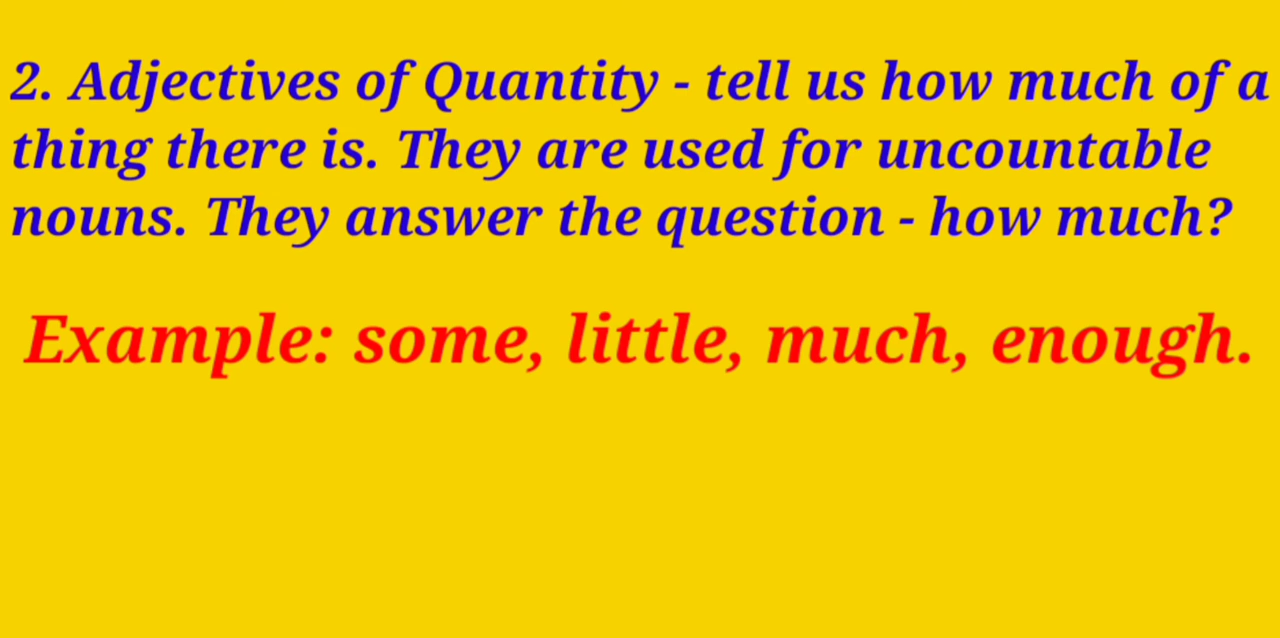 2. Adjectives of Quantity - tell us how much of a
thing there is. They are used for uncountable
nouns. They answer the question - how much?
Example: some, little, much, enough.